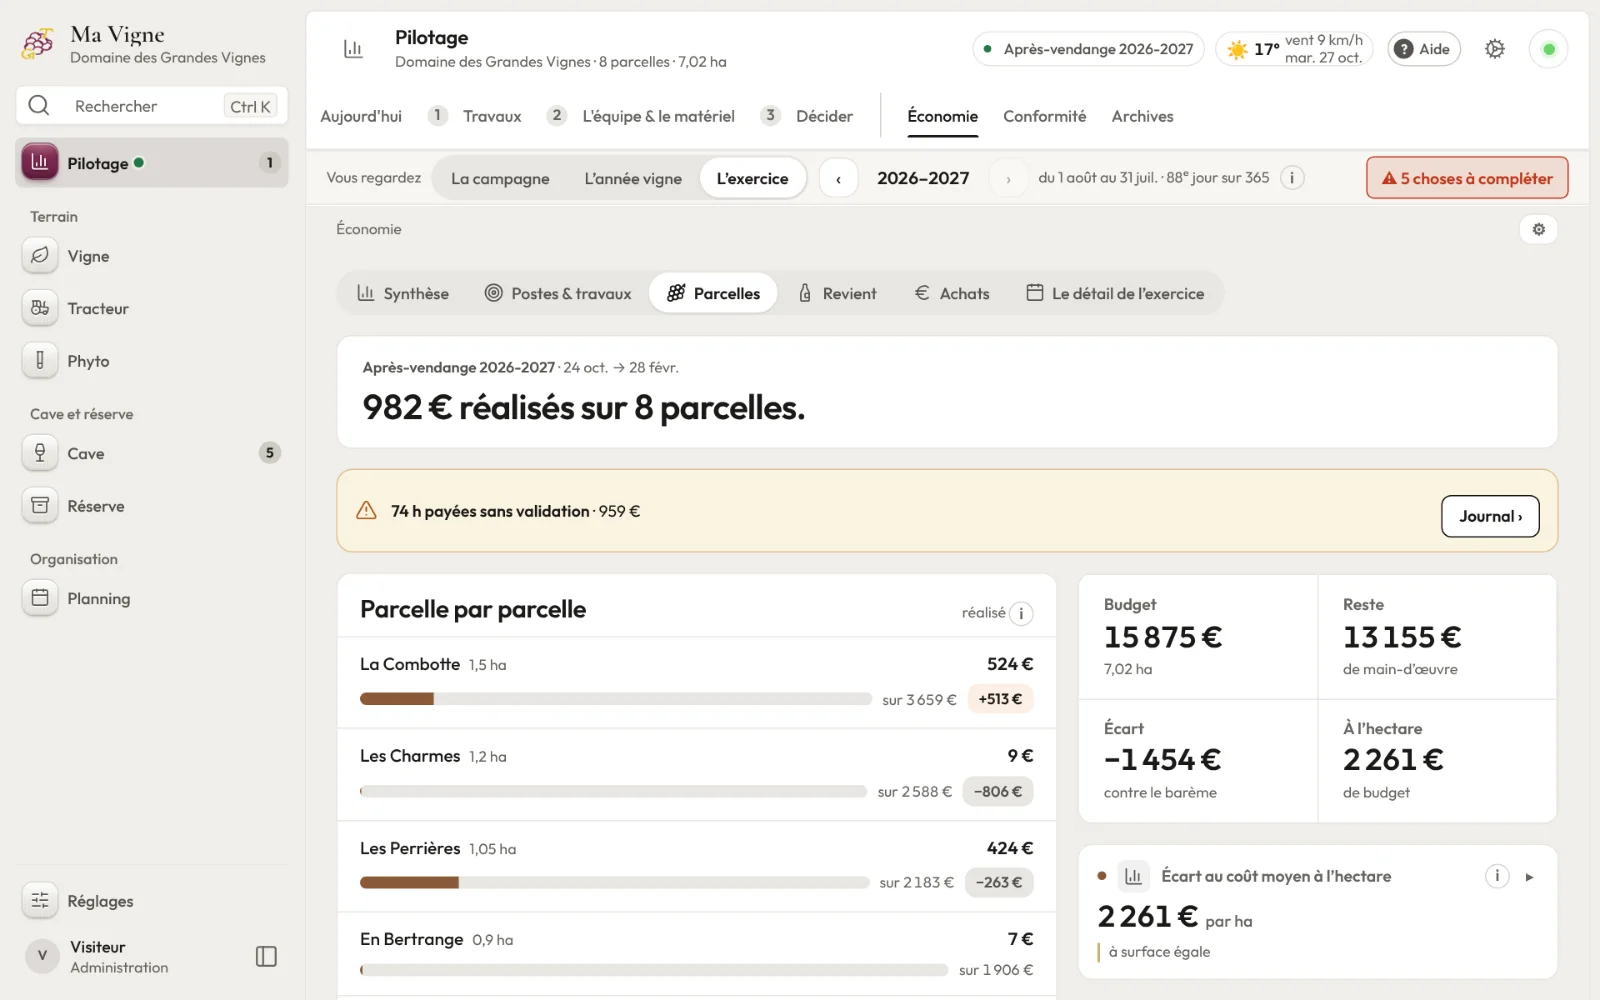 Ma Vigne
Domaine des Grandes Vignes
Rechercher Ctrl K
Pilotage 1
Terrain
Vigne
Tracteur
Phyto
Cave et réserve
Cave 5
Réserve
Organisation
Planning
Réglages
V Visiteur
Administration
Pilotage
Domaine des Grandes Vignes · 8 parcelles · 7,02 ha
Après-vendange 2026-2027
17° vent 9 km/h
mar. 27 oct.
? Aide
Aujourd'hui 1 Travaux 2 L'équipe & le matériel 3 Décider Économie Conformité Archives
Vous regardez La campagne L'année vigne L'exercice ‹ 2026–2027 › du 1 août au 31 juil. · 88ᵉ jour sur 365 i 5 choses à compléter
Économie
Synthèse Postes & travaux Parcelles Revient € Achats Le détail de l'exercice
Après-vendange 2026-2027 · 24 oct. → 28 févr.
982 € réalisés sur 8 parcelles.
74 h payées sans validation · 959 €
Journal ›
Parcelle par parcelle réalisé i
La Combotte 1,5 ha 524 €
sur 3 659 € +513 €
Les Charmes 1,2 ha 9 €
sur 2 588 € −806 €
Les Perrières 1,05 ha 424 €
sur 2 183 € −263 €
En Bertrange 0,9 ha 7 €
sur 1 906 €
Budget
15 875 €
7,02 ha
Reste
13 155 €
de main-d'œuvre
Écart
−1 454 €
contre le barème
À l'hectare
2 261 €
de budget
Écart au coût moyen à l'hectare i
2 261 € par ha
à surface égale